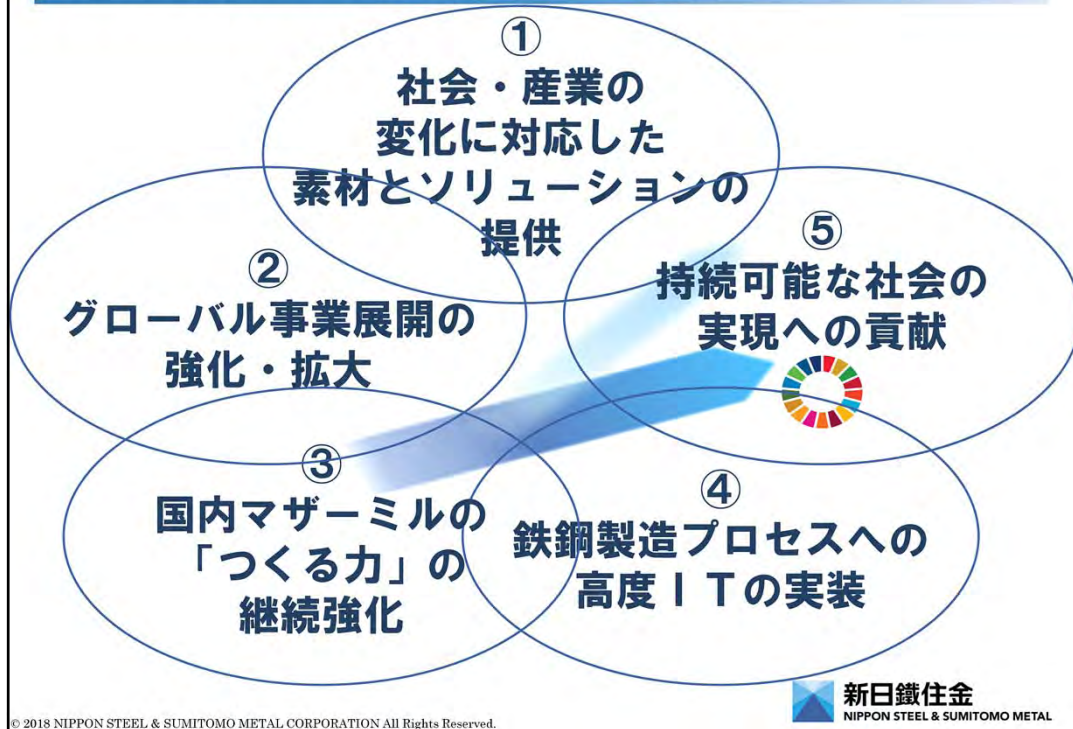 ①
社会・産業の
変化に対応した
素材とソリューションの
提供
②
グローバル事業展開の
強化・拡大
③
国内マザーミルの
「つくる力」の
継続強化
④
鉄鋼製造プロセスへの
高度ITの実装
⑤
持続可能な社会の
実現への貢献
新日鐵住金
NIPPON STEEL & SUMITOMO METAL
© 2018 NIPPON STEEL & SUMITOMO METAL CORPORATION All Rights Reserved.